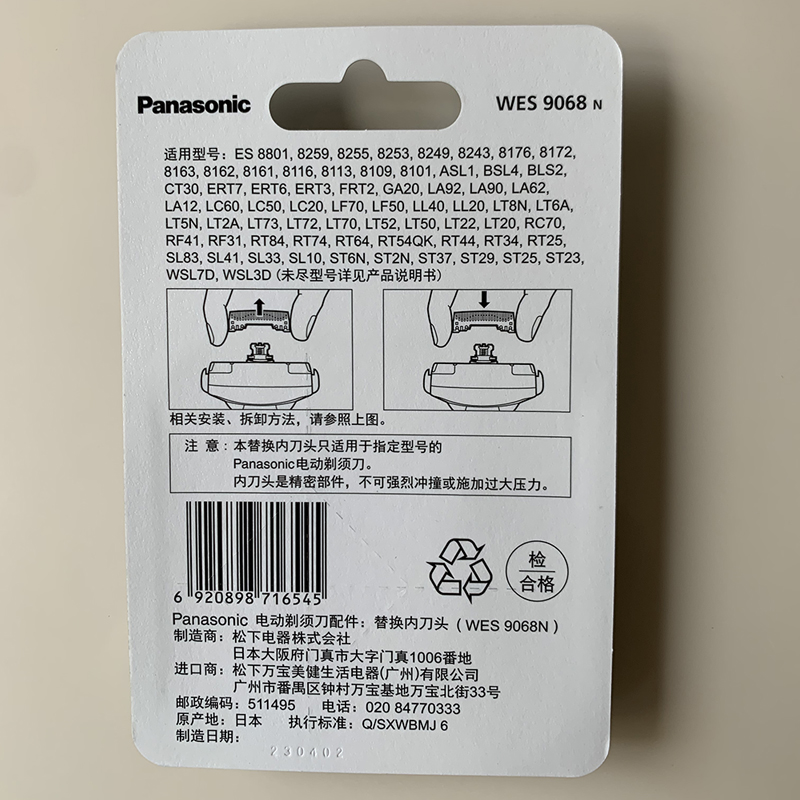 Panasonic
WES 9068 N
适用型号：ES 8801, 8259, 8255, 8253, 8249, 8243, 8176, 8172,
8163, 8162, 8161, 8116, 8113, 8109, 8101, ASL1, BSL4, BLS2,
CT30, ERT7, ERT6, ERT3, FRT2, GA20, LA92, LA90, LA62,
LA12, LC60, LC50, LC20, LF70, LF50, LL40, LL20, LT8N, LT6A,
LT5N, LT2A, LT73, LT72, LT70, LT52, LT50, LT22, LT20, RC70,
RF41, RF31, RT84, RT74, RT64, RT54QK, RT44, RT34, RT25,
SL83, SL41, SL33, SL10, ST6N, ST2N, ST37, ST29, ST25, ST23,
WSL7D, WSL3D (未尽型号详见产品说明书)
相关安装、拆卸方法，请参照上图。
注 意：本替换内刀头只适用于指定型号的
Panasonic电动剃须刀。
内刀头是精密部件，不可强烈冲撞或施加过大压力。
6 920898 716545
检
合格
Panasonic 电动剃须刀配件：替换内刀头（WES 9068N）
制造商：松下电器株式会社
日本大阪府门真市大字门真1006番地
进口商：松下万宝美健生活电器(广州)有限公司
广州市番禺区钟村万宝基地万宝北街33号
邮政编码：511495 电话：020 84770333
原产地：日本 执行标准：Q/SXWBMJ 6
制造日期：
230402